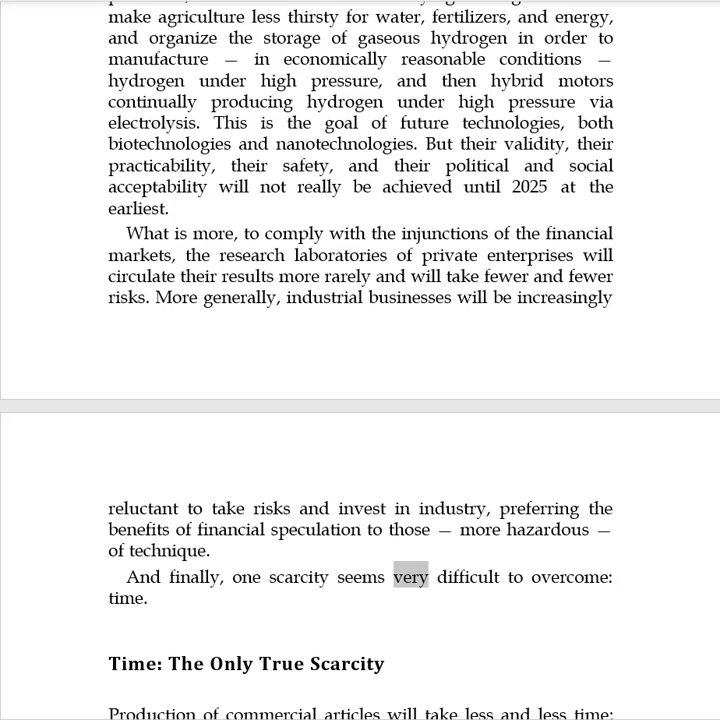 make agriculture less thirsty for water, fertilizers, and energy,
and organize the storage of gaseous hydrogen in order to
manufacture — in economically reasonable conditions —
hydrogen under high pressure, and then hybrid motors
continually producing hydrogen under high pressure via
electrolysis. This is the goal of future technologies, both
biotechnologies and nanotechnologies. But their validity, their
practicability, their safety, and their political and social
acceptability will not really be achieved until 2025 at the
earliest.
What is more, to comply with the injunctions of the financial
markets, the research laboratories of private enterprises will
circulate their results more rarely and will take fewer and fewer
risks. More generally, industrial businesses will be increasingly
reluctant to take risks and invest in industry, preferring the
benefits of financial speculation to those — more hazardous —
of technique.
And finally, one scarcity seems very difficult to overcome:
time.
Time: The Only True Scarcity
Production of commercial articles will take less and less time;